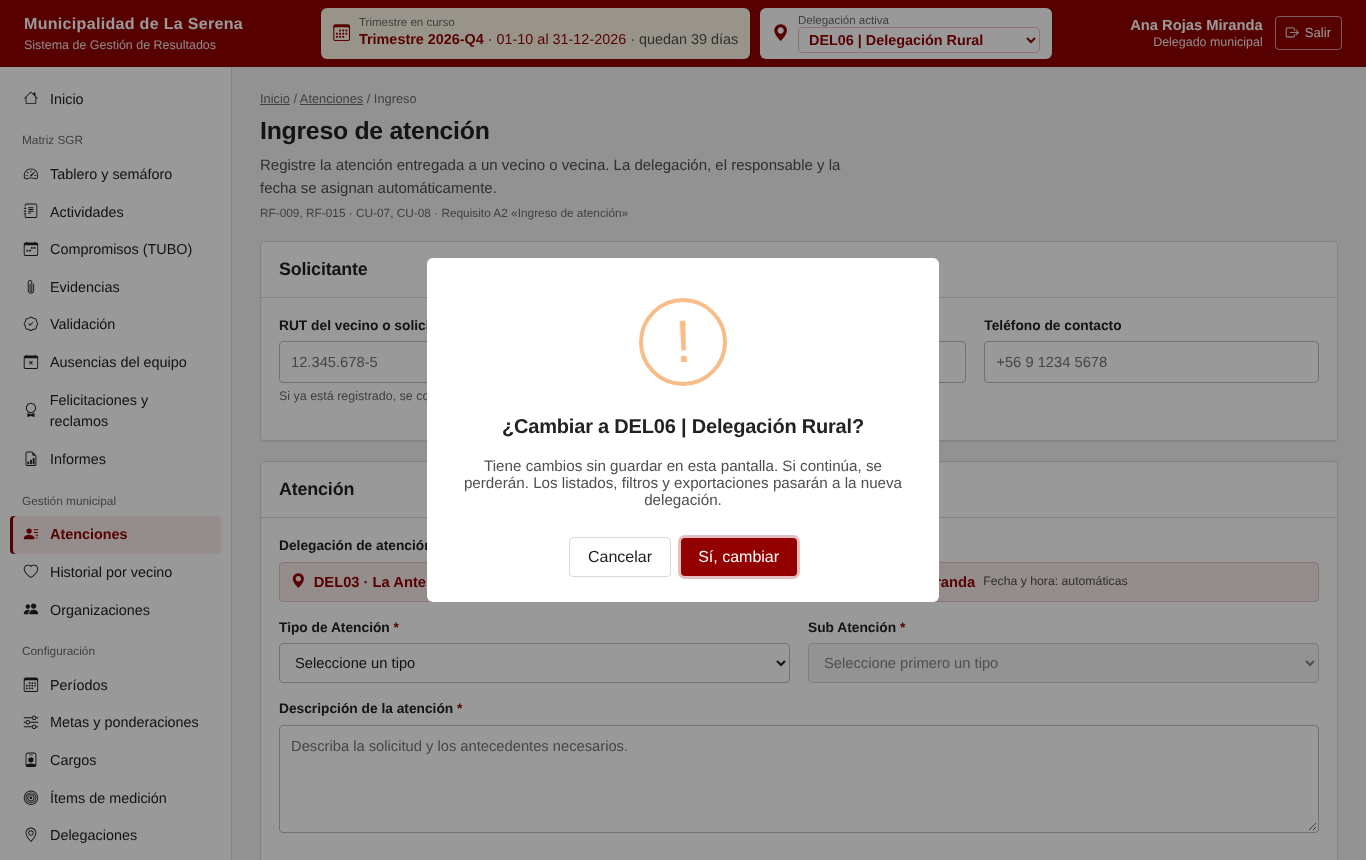 Municipalidad de La Serena
Sistema de Gestión de Resultados
Trimestre en curso
Trimestre 2026-Q4 · 01-10 al 31-12-2026 · quedan 39 días
Delegación activa
DEL06 | Delegación Rural
Ana Rojas Miranda
Delegado municipal
Salir
Inicio
Matriz SGR
Tablero y semáforo
Actividades
Compromisos (TUBO)
Evidencias
Validación
Ausencias del equipo
Felicitaciones y
reclamos
Informes
Gestión municipal
Atenciones
Historial por vecino
Organizaciones
Configuración
Períodos
Metas y ponderaciones
Cargos
Ítems de medición
Delegaciones
Inicio / Atenciones / Ingreso
Ingreso de atención
Registre la atención entregada a un vecino o vecina. La delegación, el responsable y la
fecha se asignan automáticamente.
RF-009, RF-015 · CU-07, CU-08 · Requisito A2 «Ingreso de atención»
Solicitante
RUT del vecino o solici
Teléfono de contacto
12.345.678-5
+56 9 1234 5678
Si ya está registrado, se co
¿Cambiar a DEL06 | Delegación Rural?
Tiene cambios sin guardar en esta pantalla. Si continúa, se
perderán. Los listados, filtros y exportaciones pasarán a la nueva
delegación.
Cancelar
Sí, cambiar
Atención
Delegación de atención
DEL03 · La Ante
randa Fecha y hora: automáticas
Tipo de Atención *
Sub Atención *
Seleccione un tipo
Seleccione primero un tipo
Descripción de la atención *
Describa la solicitud y los antecedentes necesarios.